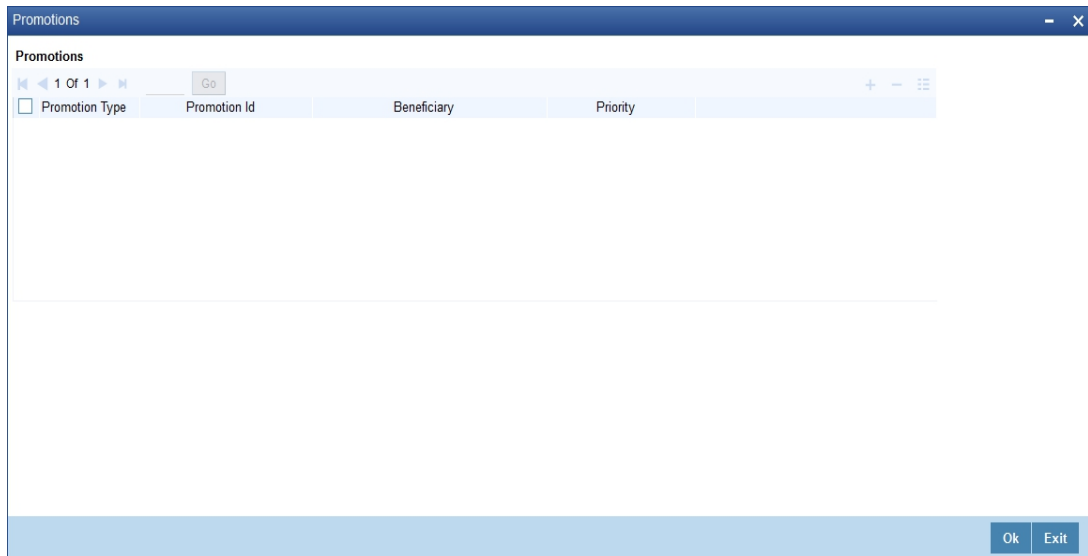 Promotions
Promotions
1 Of 1 Go
Promotion Type Promotion Id Beneficiary Priority
Ok Exit